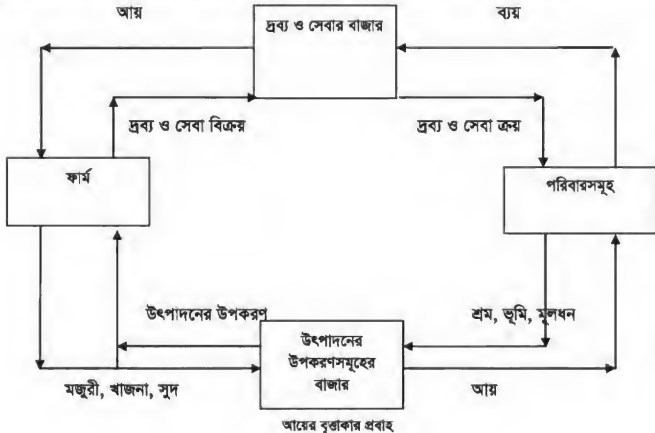 আয়
দ্রব্য ও সেবার বাজার
ব্যয়
দ্রব্য ও সেবা বিক্রয়
দ্রব্য ও সেবা ক্রয়
ফার্ম
পরিবারসমূহ
উৎপাদনের উপকরণ
শ্রম, ভূমি, মূলধন
উৎপাদনের
উপকরণসমূহের
বাজার
মজুরী, খাজনা, সুদ
আয়
আয়ের বৃত্তাকার প্রবাহ